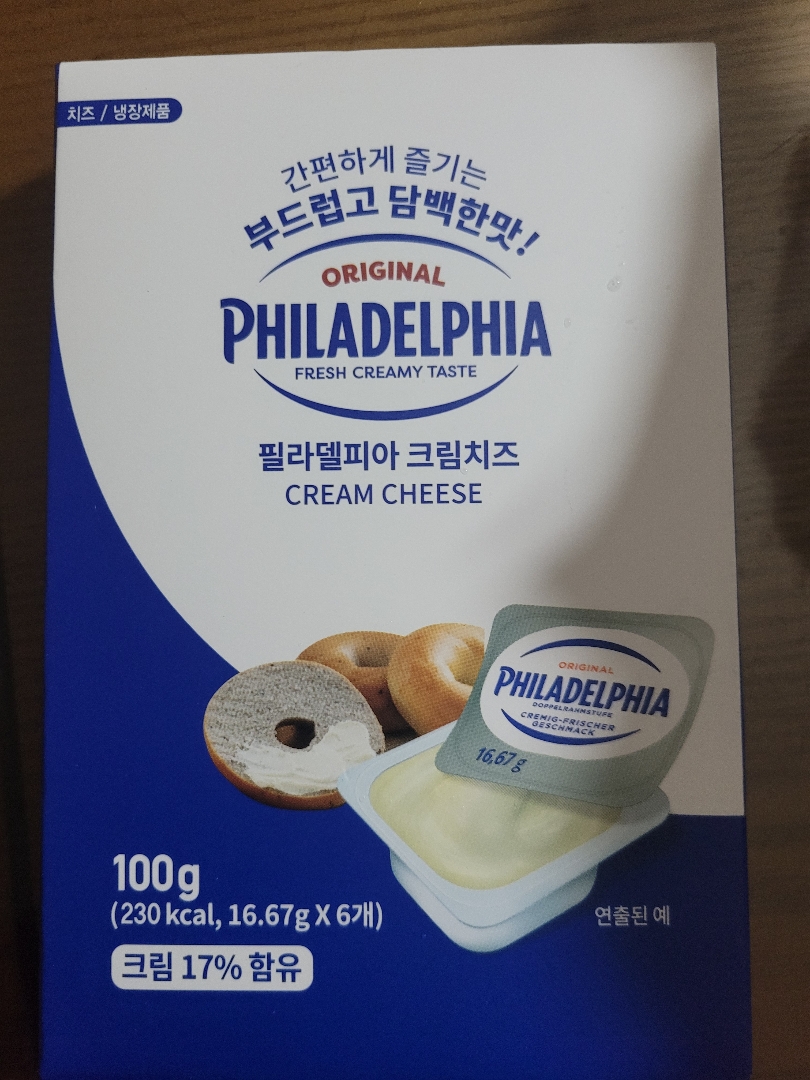 치즈 / 냉장제품
간편하게 즐기는
부드럽고 담백한맛!
ORIGINAL
PHILADELPHIA
FRESH CREAMY TASTE
필라델피아 크림치즈
CREAM CHEESE
ORIGINAL
PHILADELPHIA
DOPPELRAHMSTUFE
CREMIG-FRISCHER
GESCHMACK
16,67 g
100g
(230 kcal, 16.67g X 6개)
연출된 예
크림 17% 함유